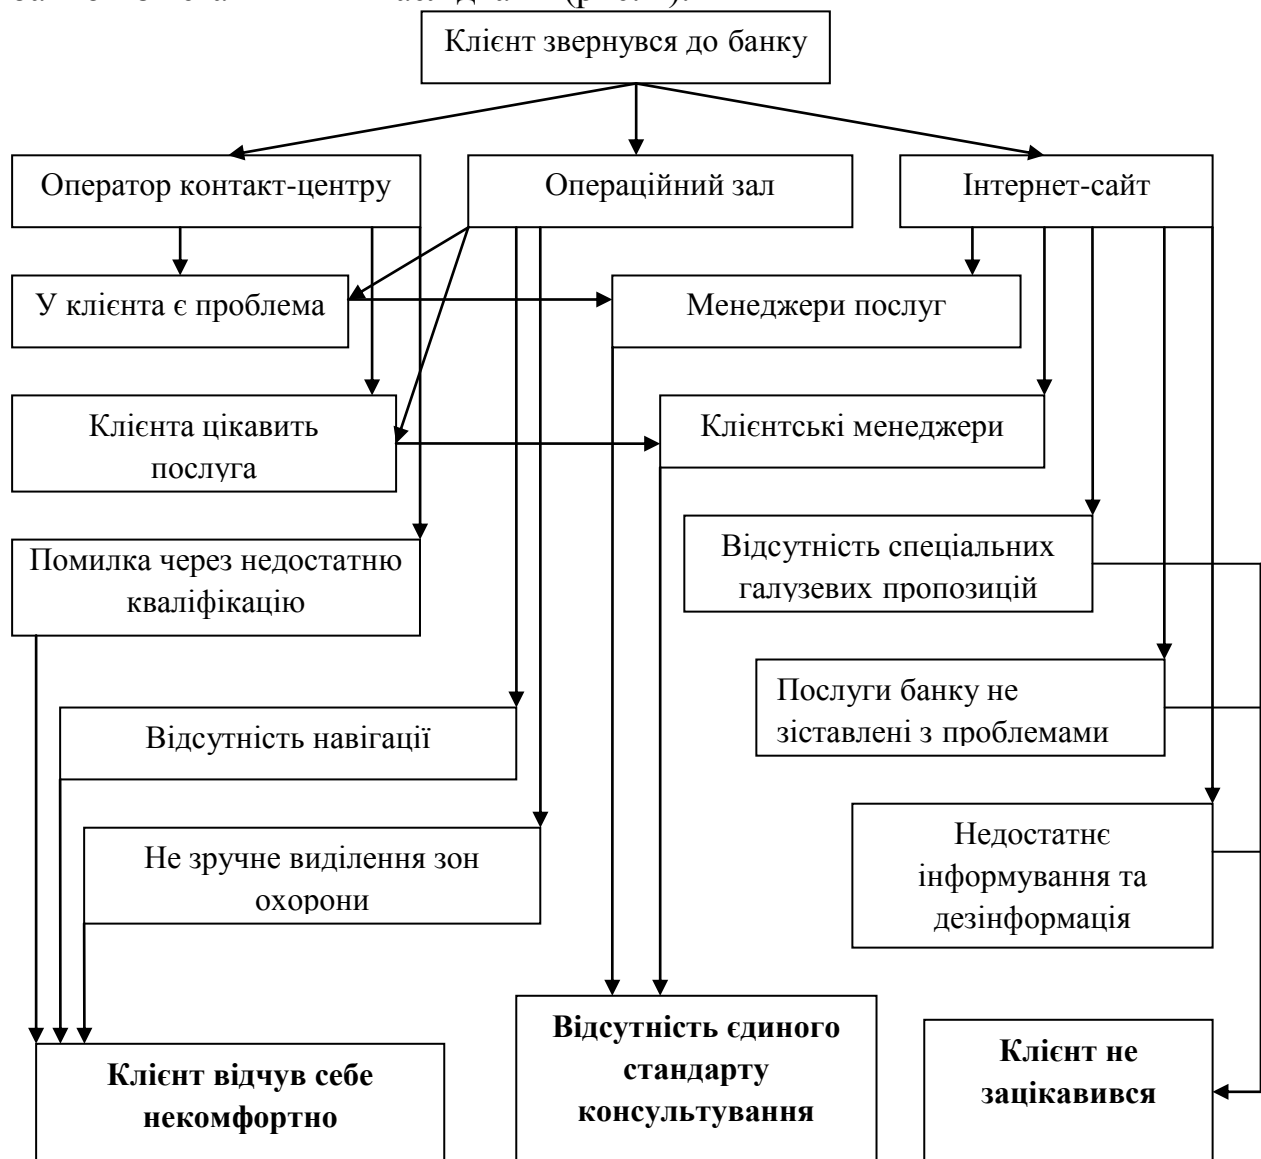 Клієнт звернувся до банку
Оператор контакт-центру
Операційний зал
Інтернет-сайт
У клієнта є проблема
Менеджери послуг
Клієнта цікавить
послуга
Клієнтські менеджери
Відсутність спеціальних
галузевих пропозицій
Помилка через недостатню
кваліфікацію
Послуги банку не
зіставлені з проблемами
Відсутність навігації
Не зручне виділення зон
охорони
Недостатнє
інформування та
дезінформація
Відсутність єдиного
стандарту
консультування
Клієнт не
зацікавився
Клієнт відчув себе
некомфортно